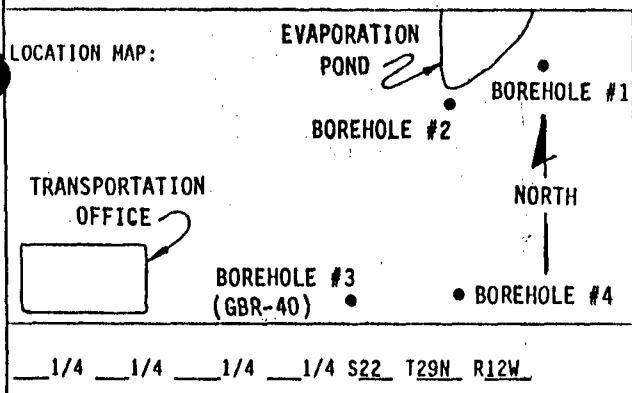 LOCATION MAP:
EVAPORATION
POND
BOREHOLE #1
BOREHOLE #2
TRANSPORTATION
OFFICE
NORTH
BOREHOLE #3
(GBR-40)
BOREHOLE #4
___1/4 ___1/4 ___1/4 ___1/4 S22 T29N R12W